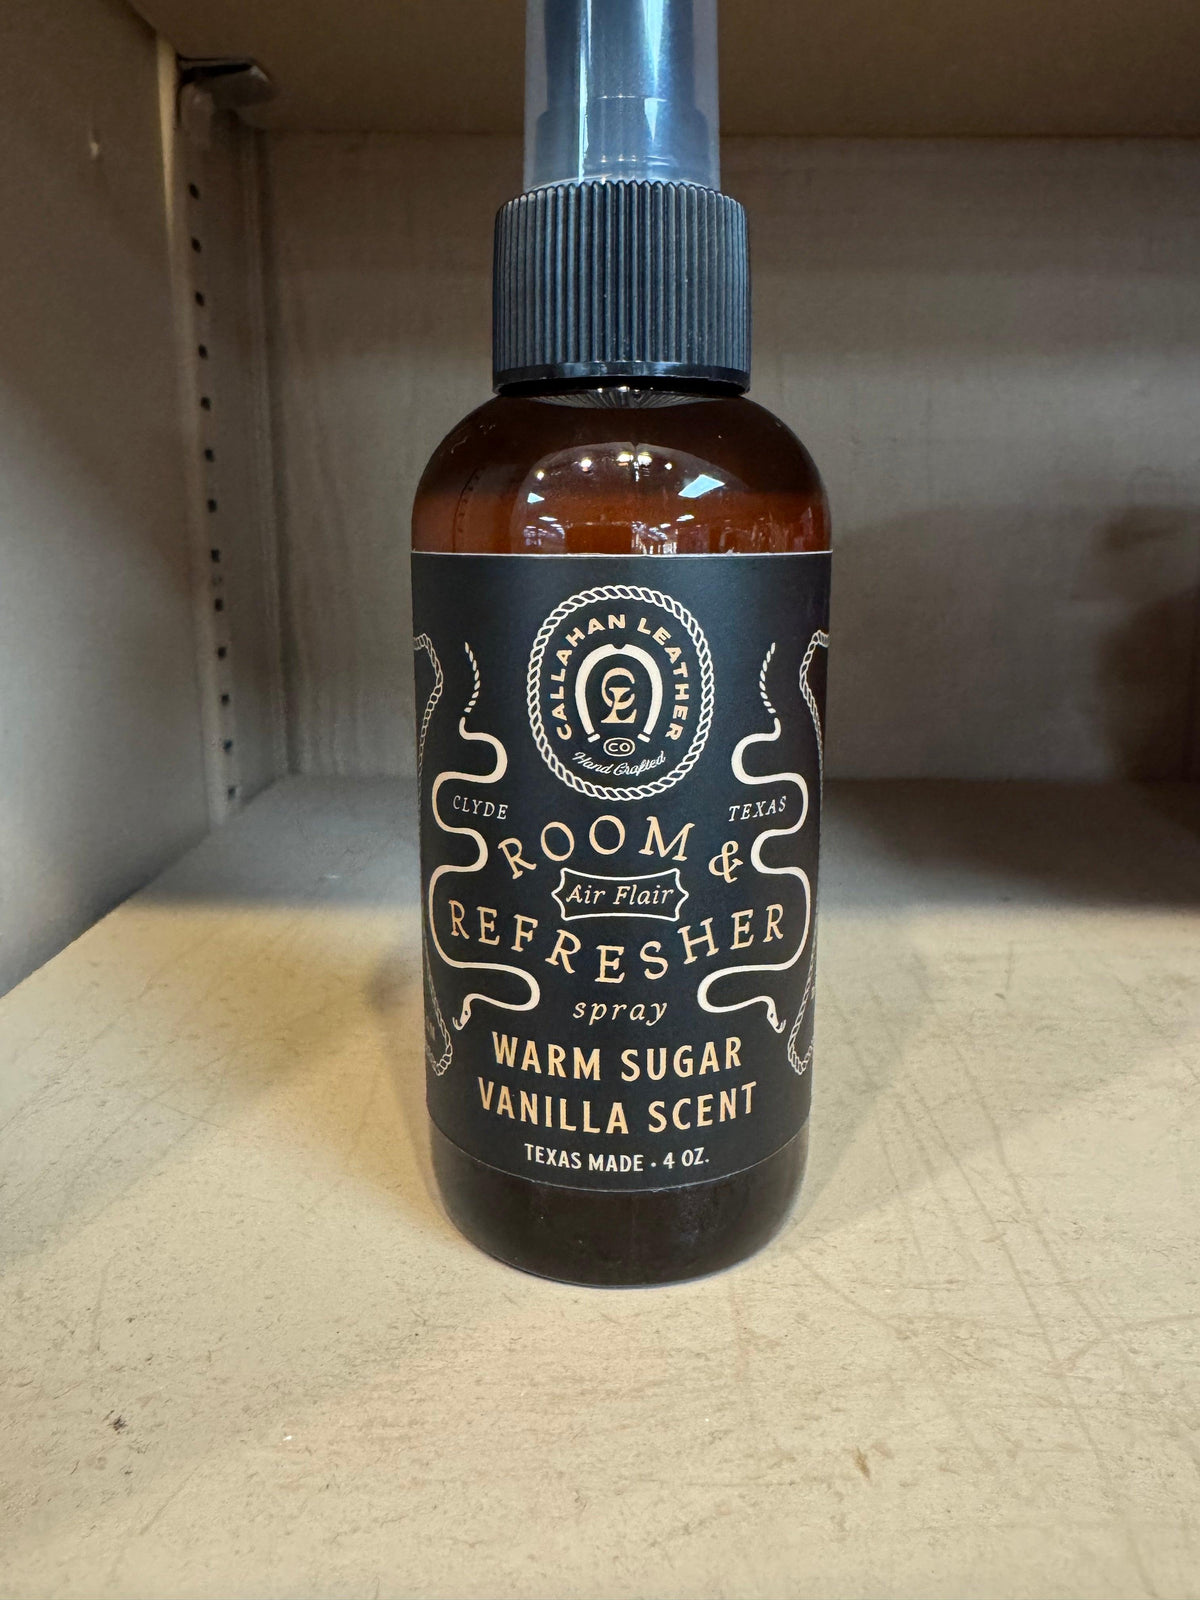 CALLAHAN LEATHER
CL
CO
Hand Crafted
CLYDE TEXAS
ROOM &
Air Flair
REFRESHER
spray
WARM SUGAR
VANILLA SCENT
TEXAS MADE • 4 OZ.